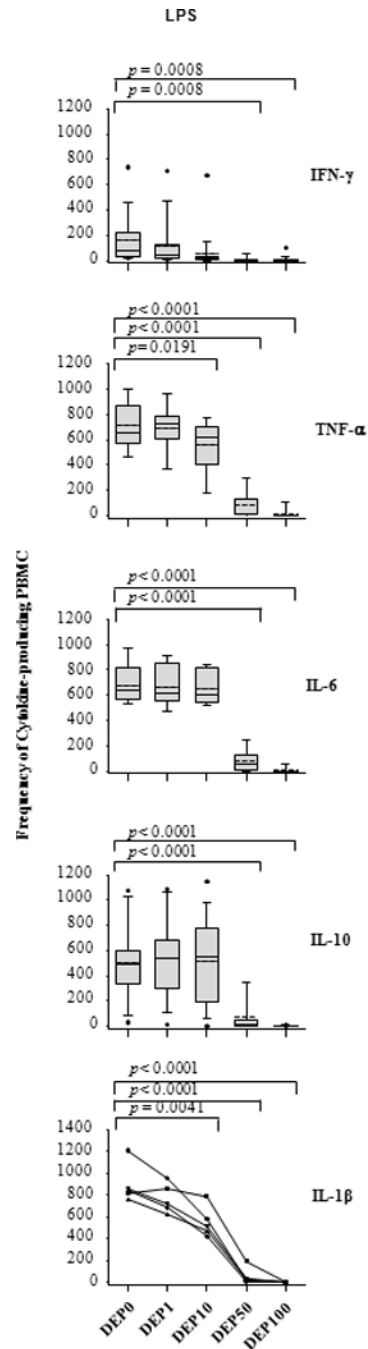 LPS
p = 0.0008
p = 0.0008
1200
1000
800
600
400
200
0
IFN-γ
p< 0.0001
p< 0.0001
p = 0.0191
1200
1000
800
600
400
200
0
TNF-α
p< 0.0001
p< 0.0001
1200
1000
800
600
400
200
0
IL-6
p< 0.0001
p< 0.0001
1200
1000
800
600
400
200
0
IL-10
p< 0.0001
p< 0.0001
p = 0.0041
1400
1200
1000
800
600
400
200
0
IL-1β
DEP0
DEP1
DEP10
DEP50
DEP100
Frequency of Cytokine-producing PBMC